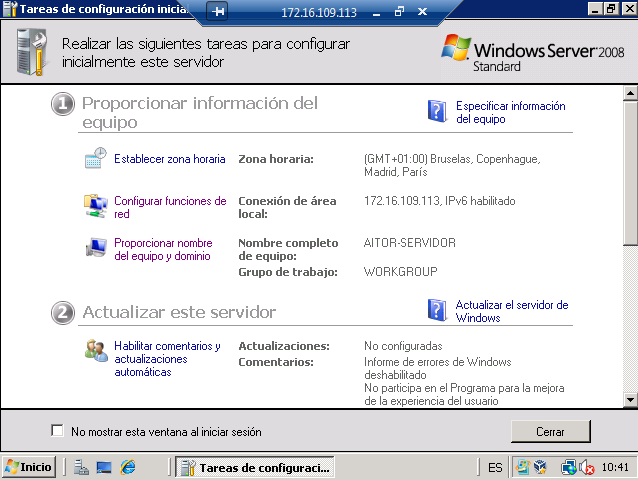 Tareas de configuración inicia
172.16.109.113
Realizar las siguientes tareas para configurar
inicialmente este servidor
Windows Server 2008
Standard
1 Proporcionar información del
equipo
Especificar información
del equipo
Establecer zona horaria Zona horaria: (GMT+01:00) Bruselas, Copenhague,
Madrid, París
Configurar funciones de
red
Conexión de área
local:
172.16.109.113, IPv6 habilitado
Proporcionar nombre
del equipo y dominio
Nombre completo
de equipo:
AITOR-SERVIDOR
Grupo de trabajo: WORKGROUP
2 Actualizar este servidor
Actualizar el servidor de
Windows
Habilitar comentarios y
actualizaciones
automáticas
Actualizaciones: No configuradas
Comentarios: Informe de errores de Windows
deshabilitado
No participa en el Programa para la mejora
de la experiencia del usuario
No mostrar esta ventana al iniciar sesión
Cerrar
Inicio
Tareas de configuraci...
ES
10:41